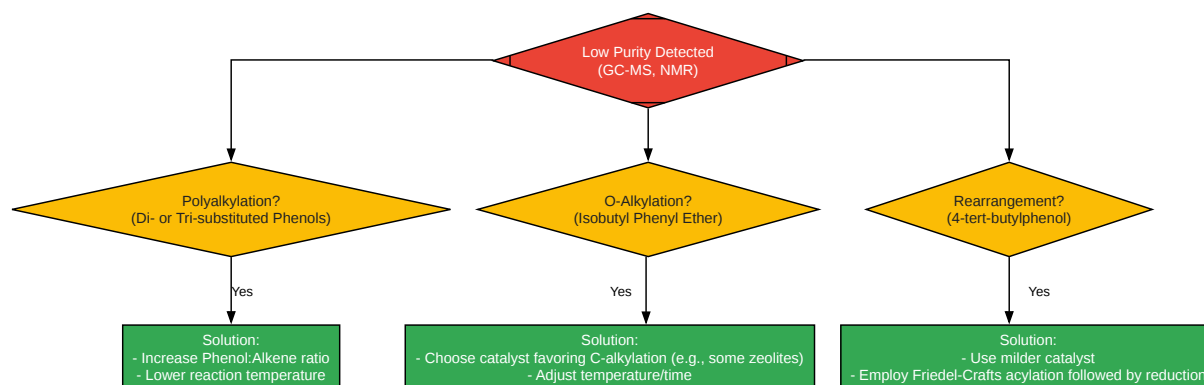 Low Purity Detected
(GC-MS, NMR)
Polyalkylation?
(Di- or Tri-substituted Phenols)
O-Alkylation?
(Isobutyl Phenyl Ether)
Rearrangement?
(4-tert-butylphenol)
Yes
Yes
Yes
Solution:
- Increase Phenol:Alkene ratio
- Lower reaction temperature
Solution:
- Choose catalyst favoring C-alkylation (e.g., some zeolites)
- Adjust temperature/time
Solution:
- Use milder catalyst
- Employ Friedel-Crafts acylation followed by reduction